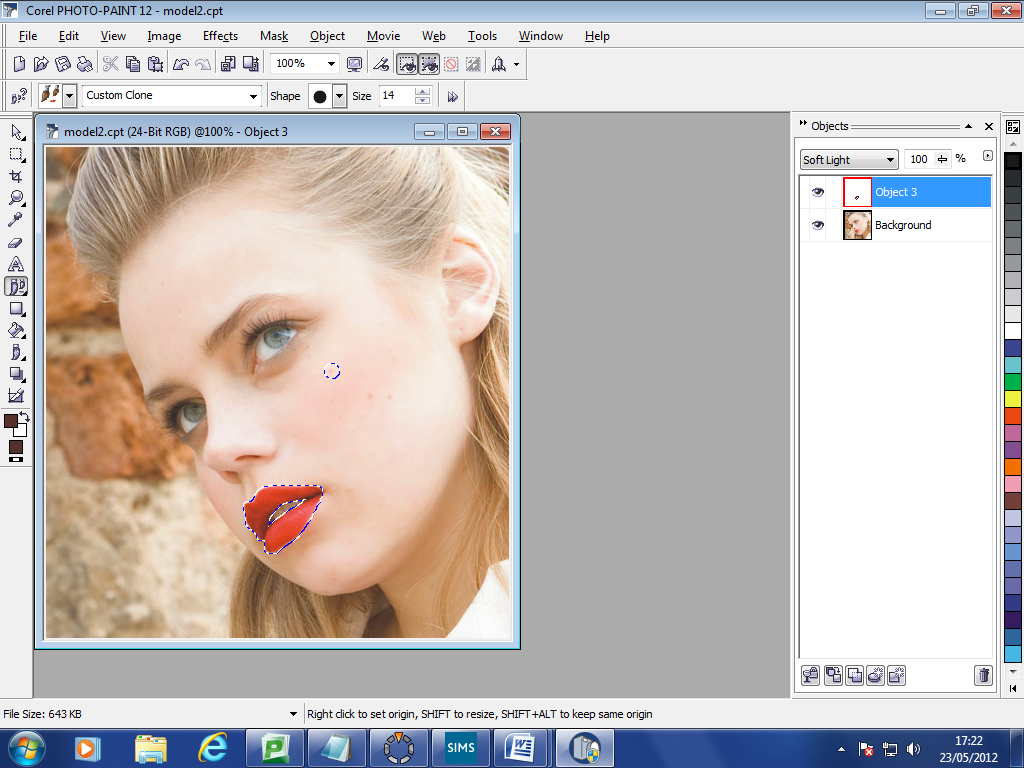 Corel PHOTO-PAINT 12 - model2.cpt
File Edit View Image Effects Mask Object Movie Web Tools Window Help
100%
Custom Clone Shape Size 14
model2.cpt (24-Bit RGB) @100% - Object 3
Objects
Soft Light 100 %
Object 3
Background
File Size: 643 KB Right click to set origin, SHIFT to resize, SHIFT+ALT to keep same origin
SIMS
17:22
23/05/2012